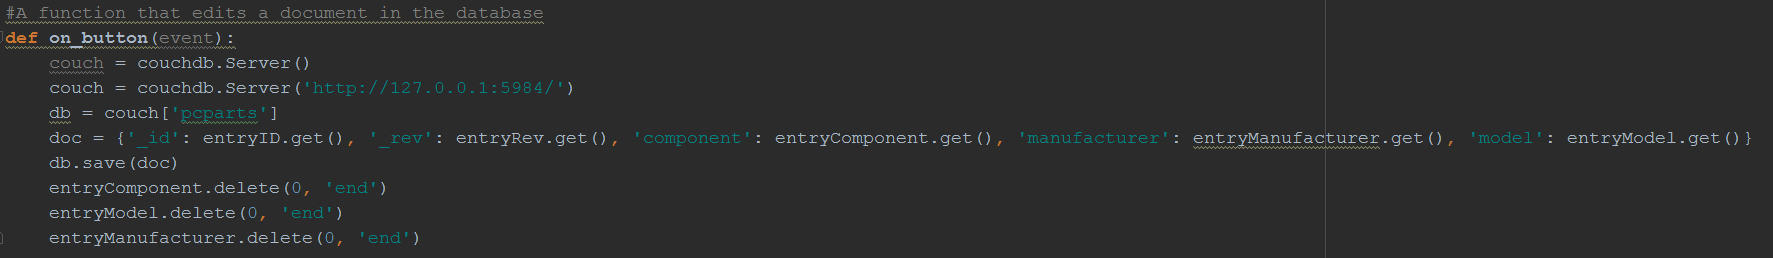 #A function that edits a document in the database
def on_button(event):
    couch = couchdb.Server()
    couch = couchdb.Server('http://127.0.0.1:5984/')
    db = couch['pcparts']
    doc = {'_id': entryID.get(), '_rev': entryRev.get(), 'component': entryComponent.get(), 'manufacturer': entryManufacturer.get(), 'model': entryModel.get()}
    db.save(doc)
    entryComponent.delete(0, 'end')
    entryModel.delete(0, 'end')
    entryManufacturer.delete(0, 'end')